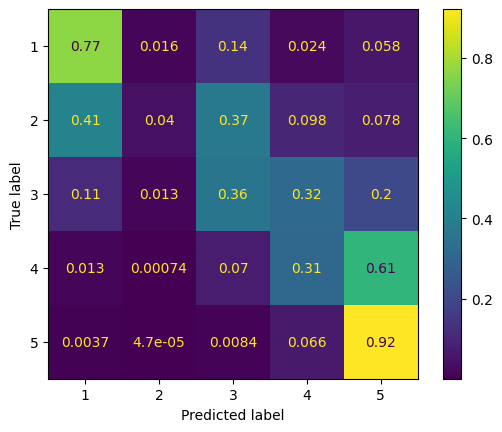 1 0.77 0.016 0.14 0.024 0.058
2 0.41 0.04 0.37 0.098 0.078
3 0.11 0.013 0.36 0.32 0.2
4 0.013 0.00074 0.07 0.31 0.61
5 0.0037 4.7e-05 0.0084 0.066 0.92
1 2 3 4 5
Predicted label
True label
0.8
0.6
0.4
0.2